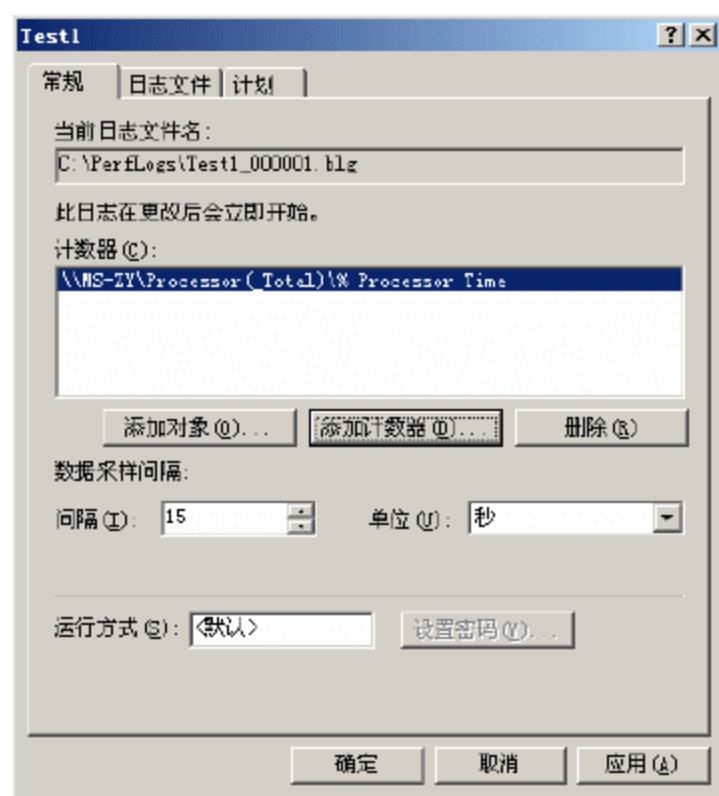 Test1
常规 日志文件 计划
当前日志文件名:
C:\PerfLogs\Test1_000001.blg
此日志在更改后会立即开始。
计数器(C):
\\MS-ZY\Processor(_Total)\% Processor Time
添加对象(O)... 添加计数器(D)... 删除(R)
数据采样间隔:
间隔(I): 15 单位(U): 秒
运行方式(S): <默认> 设置密码(Y)...
确定 取消 应用(A)